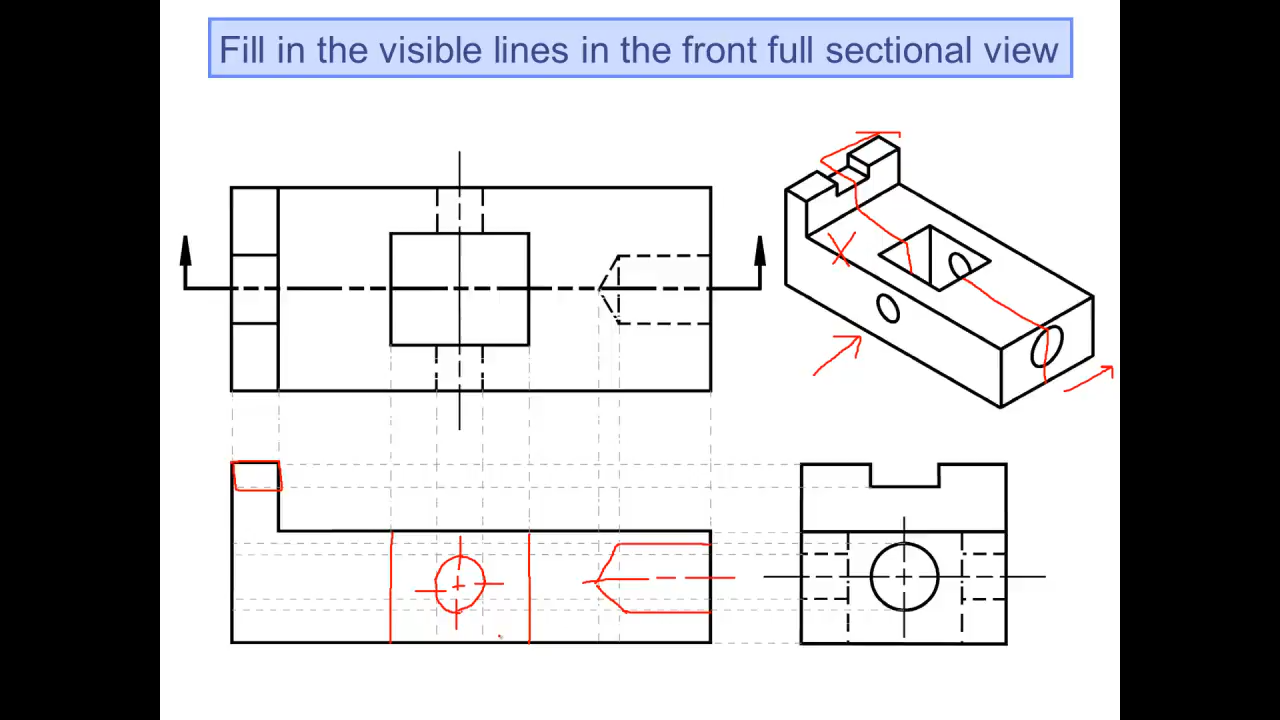 Fill in the visible lines in the front full sectional view